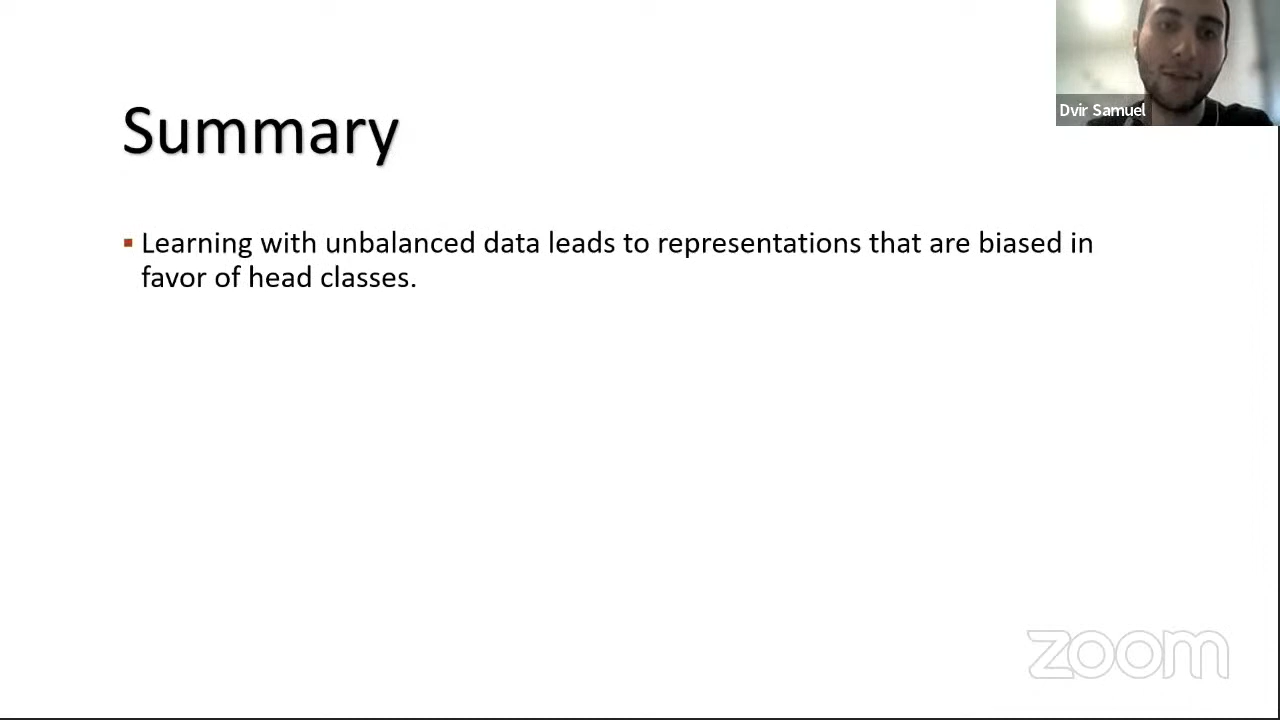 Dvir Samuel
Summary
Learning with unbalanced data leads to representations that are biased in
favor of head classes.
zoom